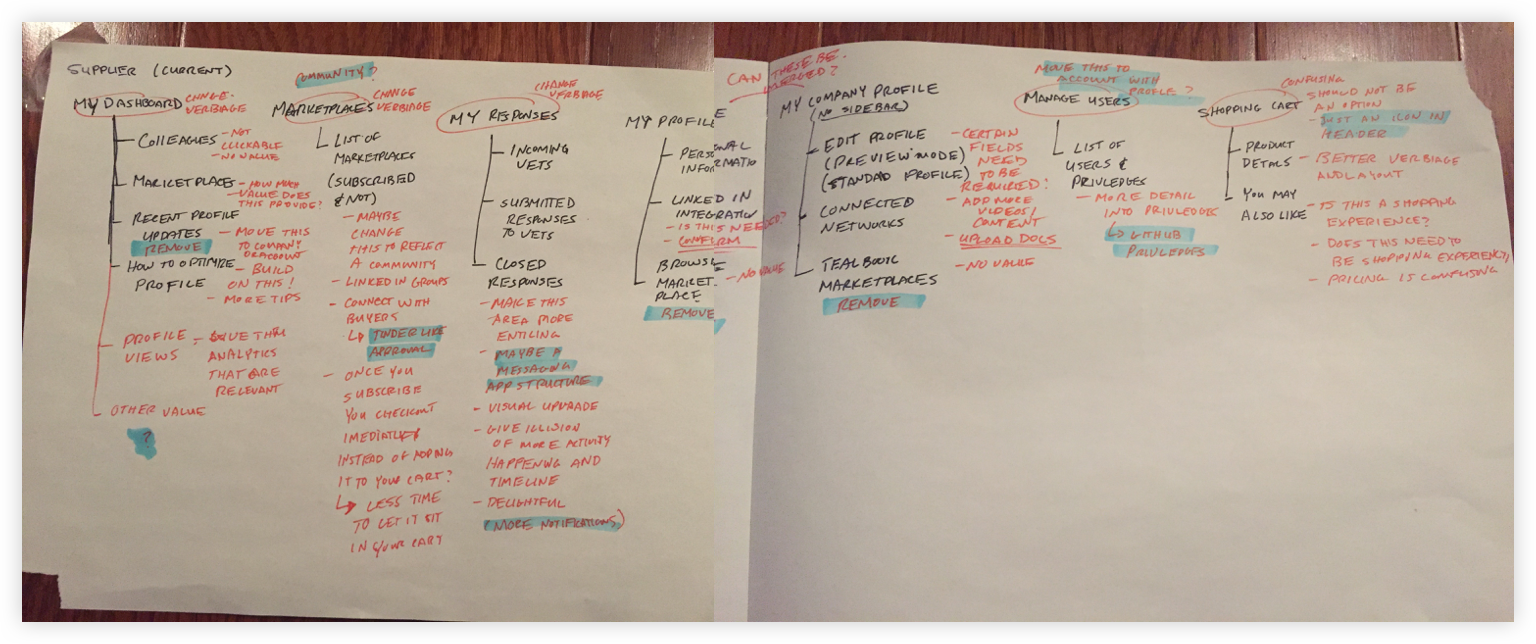 SUPPLIER (CURRENT)
MY DASHBOARD
CHNGE
VERBIAGE
COLLEAGUES
- NOT
CLICKABLE
- NO VALUE
MARKETPLACES
- HOW MUCH
VALUE DOES
THIS PROVIDE?
RECENT PROFILE
UPDATES
REMOVE
- MOVE THIS
TO COMPANY
OR ACCOUNT
HOW TO OPTIMIZE
PROFILE
- BUILD
ON THIS!
- MORE TIPS
PROFILE
VIEWS
- GIVE THEM
ANALYTICS
THAT ARE
RELEVANT
OTHER VALUE
?
COMMUNITY?
MARKETPLACES
CHANGE
VERBIAGE
LIST OF
MARKETPLACES
(SUBSCRIBED
& NOT)
- MAYBE
CHANGE
THIS TO REFLECT
A COMMUNITY
- LINKED IN GROUPS
- CONNECT WITH
BUYERS
↳ TINDER LIKE
APPROVAL
- ONCE YOU
SUBSCRIBE
YOU CHECKOUT
IMEDIATLEY
INSTEAD OF ADDING
IT TO YOUR CART?
↳ LESS TIME
TO LET IT SIT
IN YOUR CART
MY RESPONSES
CHANGE
VERBIAGE
INCOMING
VETS
SUBMITTED
RESPONSES
TO VETS
CLOSED
RESPONSES
- MAKE THIS
AREA MORE
ENTICING
- MAYBE A
MESSAGING
APP STRUCTURE
- VISUAL UPGRADE
- GIVE ILLISION
OF MORE ACTIVITY
HAPPENING AND
TIMELINE
- DELIGHTFUL
(MORE NOTIFICATIONS)
CAN THESE BE
MERGED?
MY PROFILE
PERSONAL
INFORMATIO
LINKED IN
INTEGRATION
- IS THIS NEEDED?
- CONFIRM
BROWSE
MARKET
PLACE
- NO VALUE
REMOVE
MY COMPANY PROFILE
(NO SIDEBAR)
EDIT PROFILE
(PREVIEW MODE)
(STANDAD PROFILE)
- CERTAIN
FIELDS
NEED
TO BE
REQUIRED!
- ADD MORE
VIDEOS/
CONTENT
- UPLOAD DOCS
CONNECTED
NETWORKS
- NO VALUE
TEALBOOK
MARKETPLACES
REMOVE
MOVE THIS TO
ACCOUNT WITH
PROFILE?
MANAGE USERS
LIST OF
USERS &
PRIVLEDGES
- MORE DETAIL
INTO PRIVLEDGES
↳ GITHUB
PRIVLEDGES
SHOPPING CART
CONFUSING
SHOULD NOT BE
AN OPTION
- JUST AN ICON IN
HEADER
PRODUCT
DETALS
- BETTER VERBIAGE
AND LAYOUT
YOU MAY
ALSO LIKE
- IS THIS A SHOPPING
EXPERIENCE?
- DOES THIS NEED TO
BE SHOPPING EXPERIENCE,
- PRICING IS CONFUSING